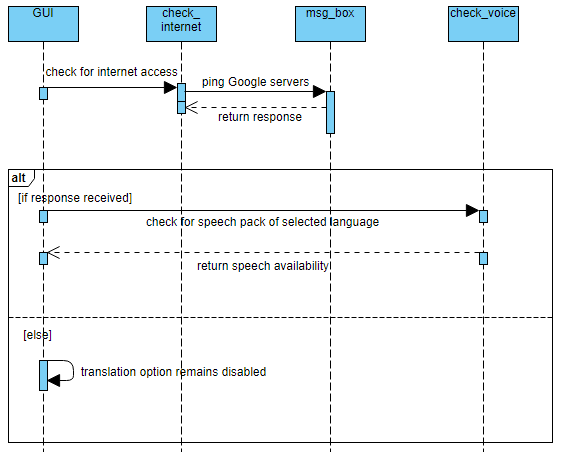 GUI
check_
internet
msg_box
check_voice
check for internet access
ping Google servers
return response
alt
[if response received]
check for speech pack of selected language
return speech availability
[else]
translation option remains disabled